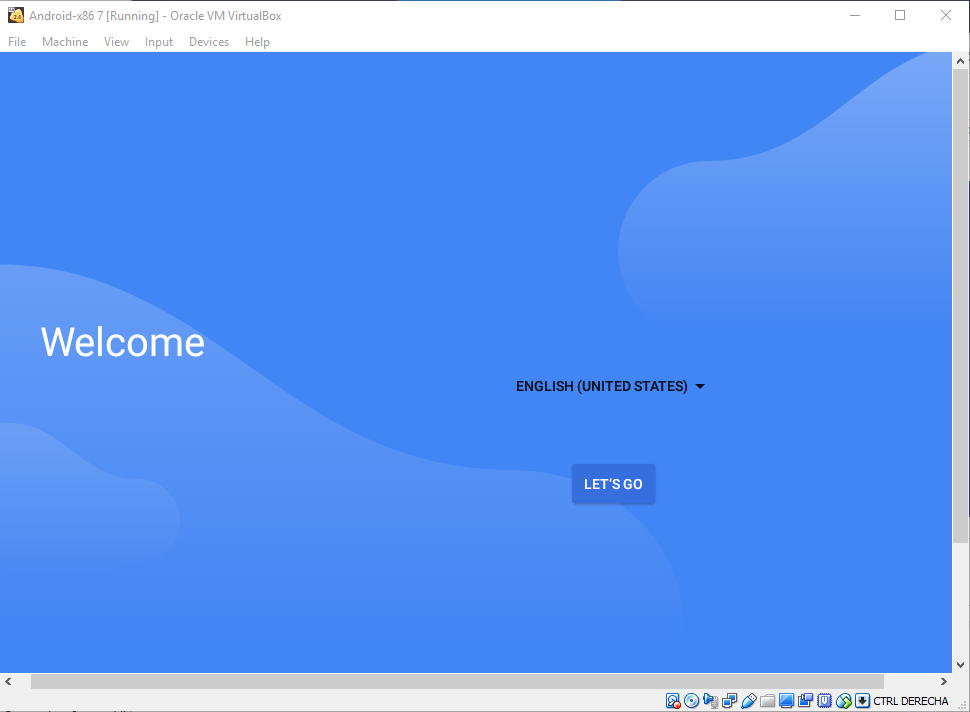 Android-x86 7 [Running] - Oracle VM VirtualBox
File Machine View Input Devices Help
Welcome
ENGLISH (UNITED STATES)
LET’S GO
CTRL DERECHA